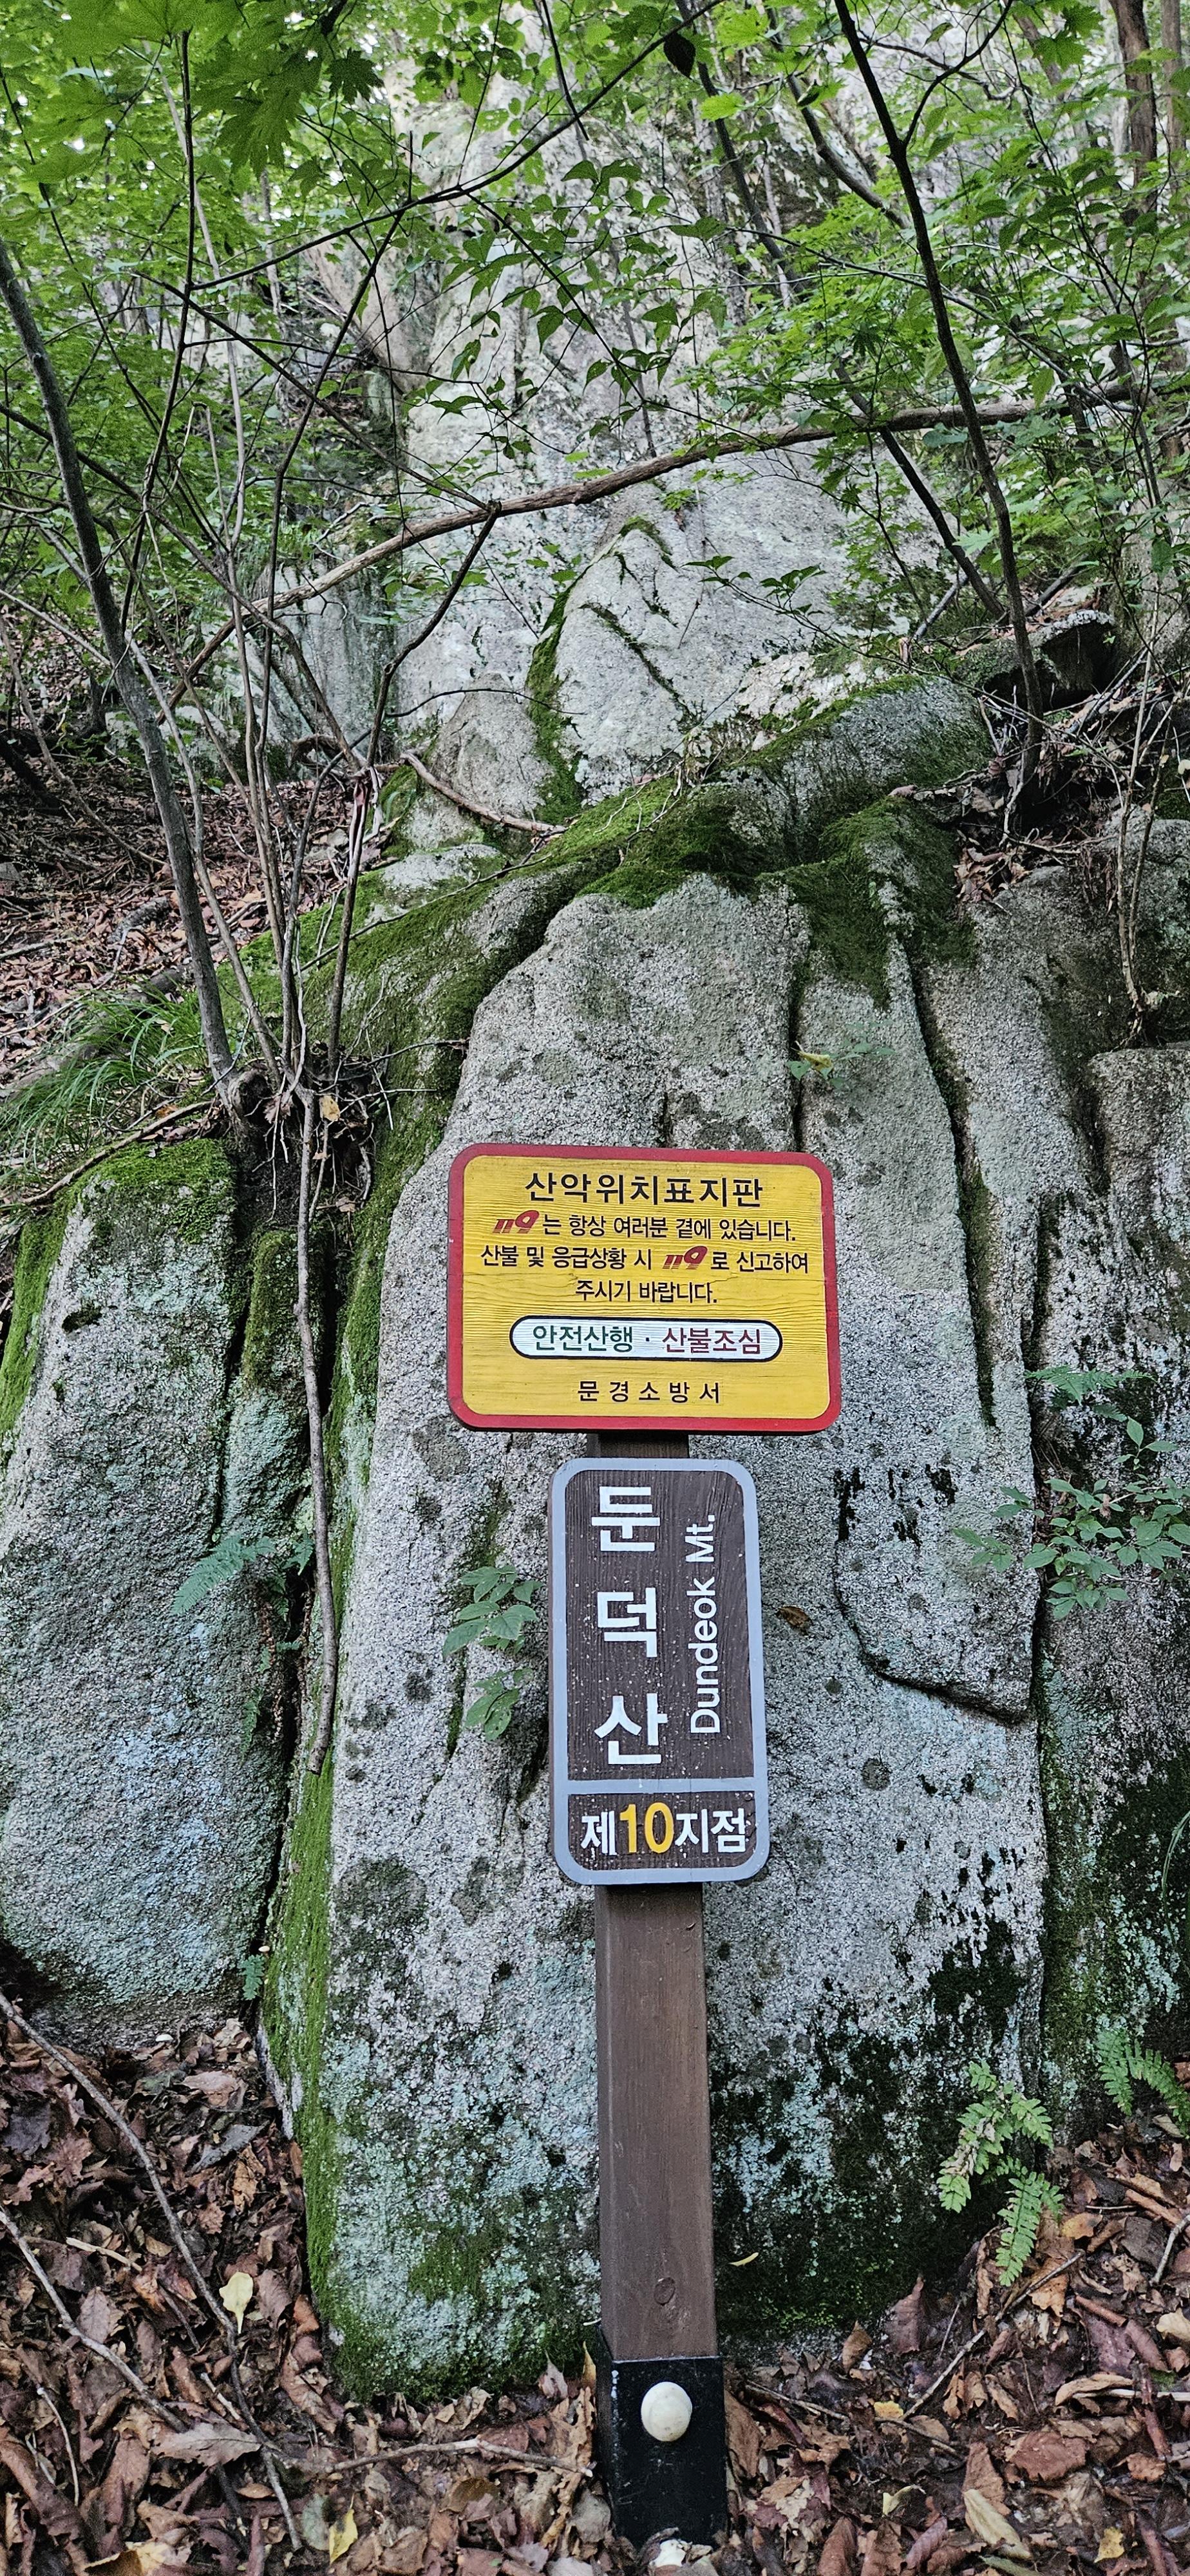 산악위치표지판
119는 항상 여러분 곁에 있습니다.
산불 및 응급상황 시 119로 신고하여
주시기 바랍니다.
안전산행 · 산불조심
문경소방서
둔덕산
Dundeok Mt.
제10지점